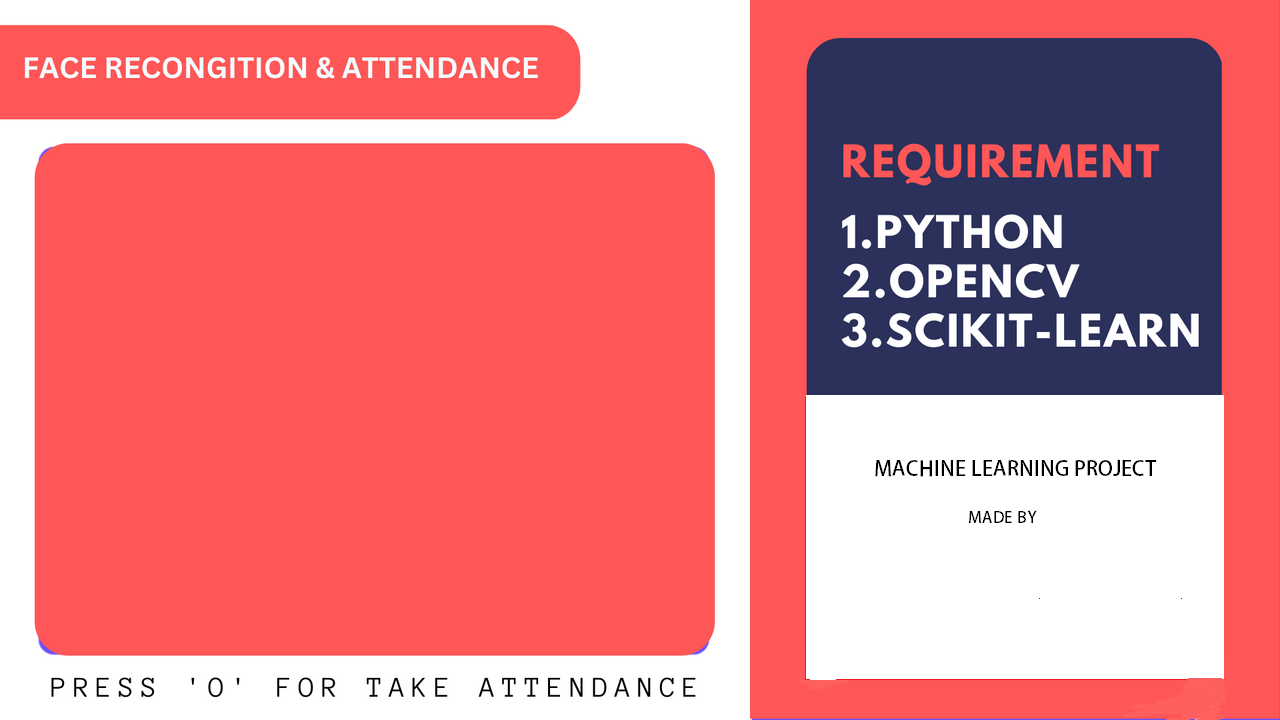 FACE RECONGITION & ATTENDANCE
PRESS 'O' FOR TAKE ATTENDANCE
REQUIREMENT
1.PYTHON
2.OPENCV
3.SCIKIT-LEARN
MACHINE LEARNING PROJECT
MADE BY